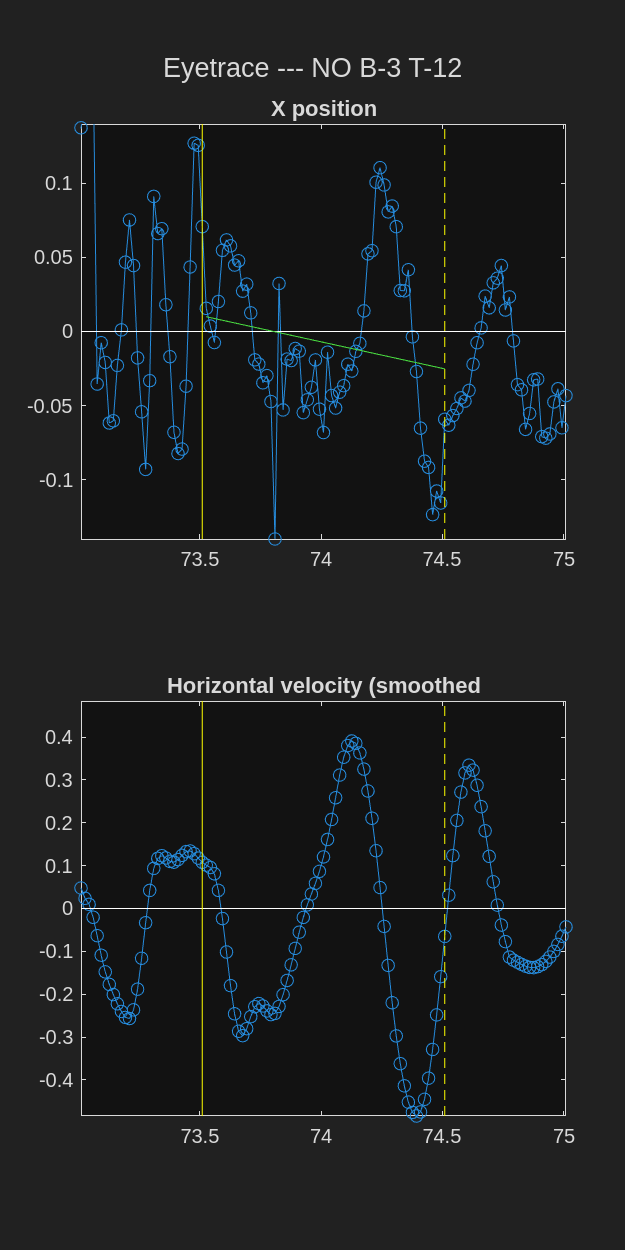 Eyetrace --- NO B-3 T-12
X position
0.1
0.05
0
-0.05
-0.1
73.5 74 74.5 75
Horizontal velocity (smoothed
0.4
0.3
0.2
0.1
0
-0.1
-0.2
-0.3
-0.4
73.5 74 74.5 75